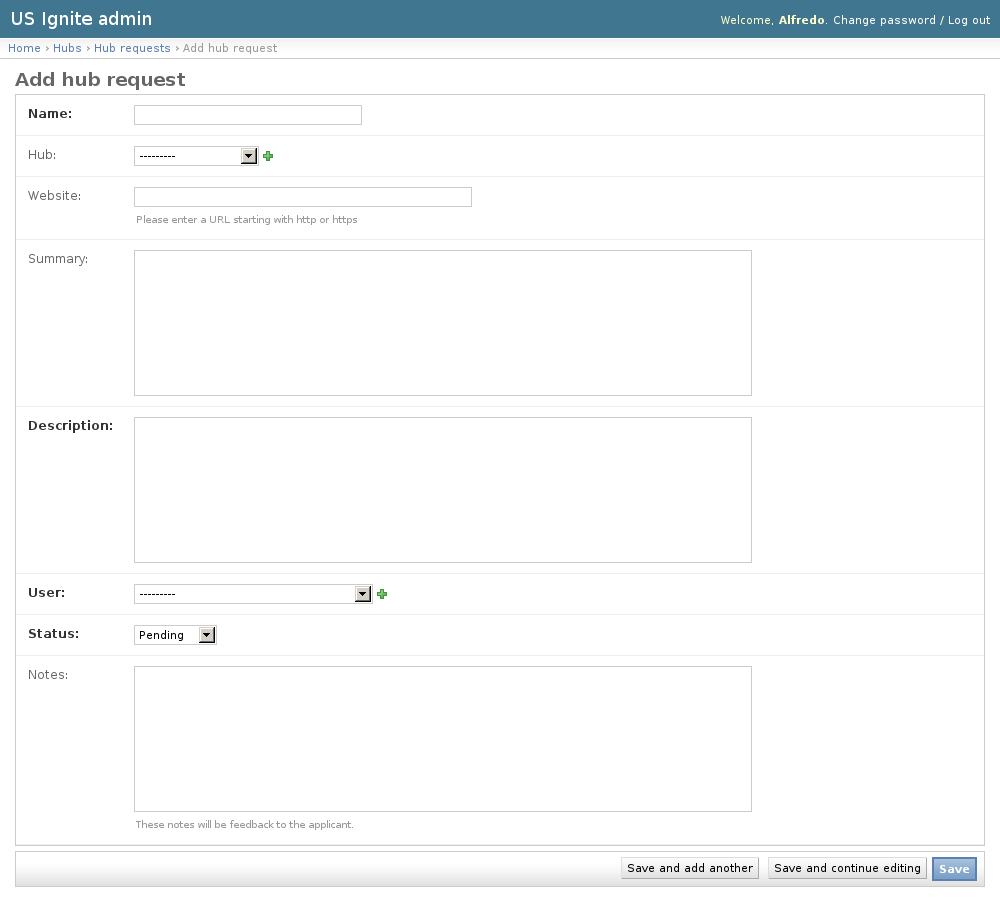 US Ignite admin
Welcome, Alfredo. Change password / Log out
Home › Hubs › Hub requests › Add hub request
Add hub request
Name:
Hub: ---------
Website:
Please enter a URL starting with http or https
Summary:
Description:
User: ---------
Status: Pending
Notes:
These notes will be feedback to the applicant.
Save and add another Save and continue editing Save